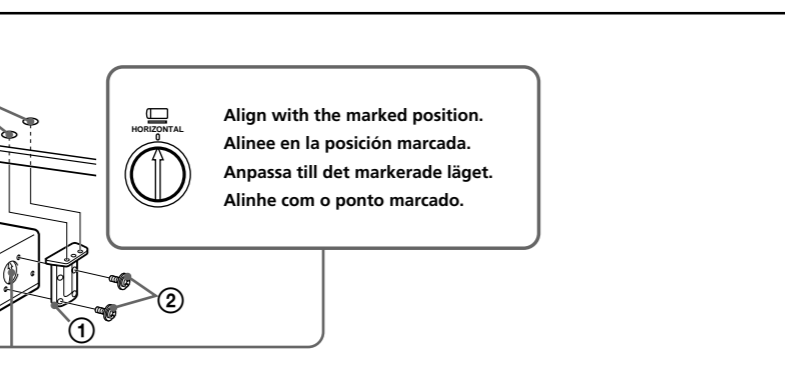 HORIZONTAL
0
Align with the marked position.
Alinee en la posición marcada.
Anpassa till det markerade läget.
Alinhe com o ponto marcado.
2
1